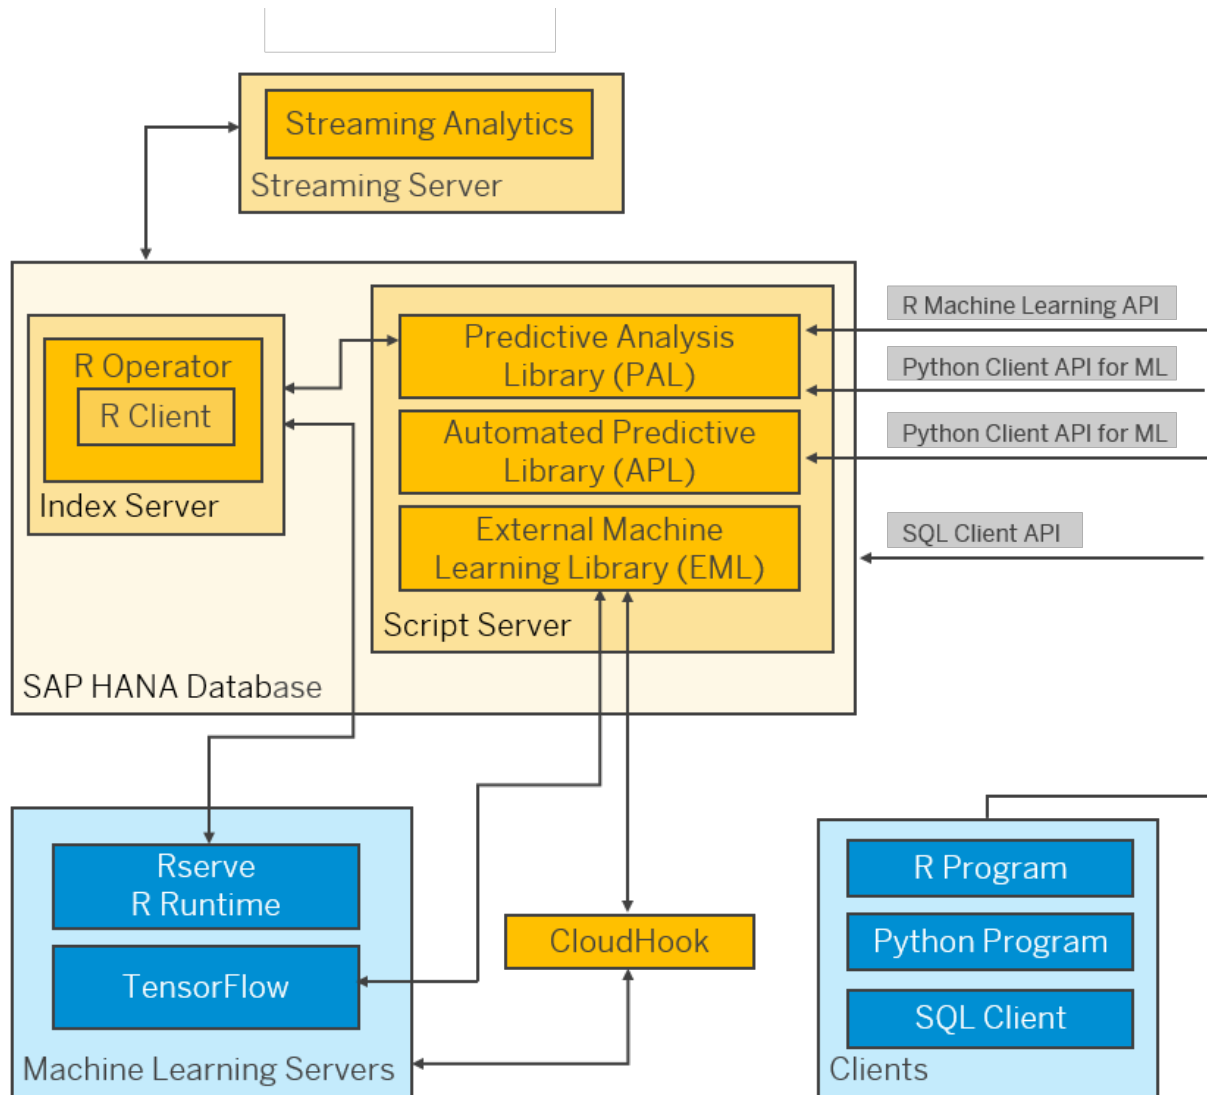 Streaming Analytics
Streaming Server
R Machine Learning API
Predictive Analysis
Library (PAL)
R Operator
Python Client API for ML
R Client
Automated Predictive
Library (APL)
Python Client API for ML
Index Server
External Machine
Learning Library (EML)
SQL Client API
Script Server
SAP HANA Database
Rserve
R Runtime
R Program
CloudHook
Python Program
TensorFlow
SQL Client
Machine Learning Servers
Clients